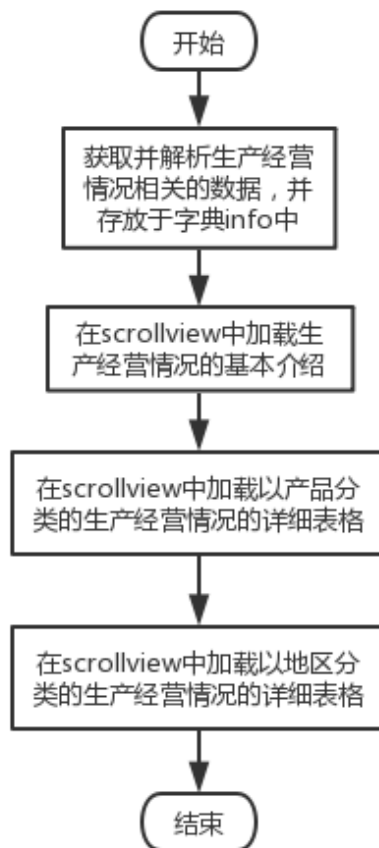 开始
获取并解析生产经营
情况相关的数据，并
存放于字典info中
在scrollview中加载生
产经营情况的基本介绍
在scrollview中加载以产品分
类的生产经营情况的详细表格
在scrollview中加载以地区分
类的生产经营情况的详细表格
结束